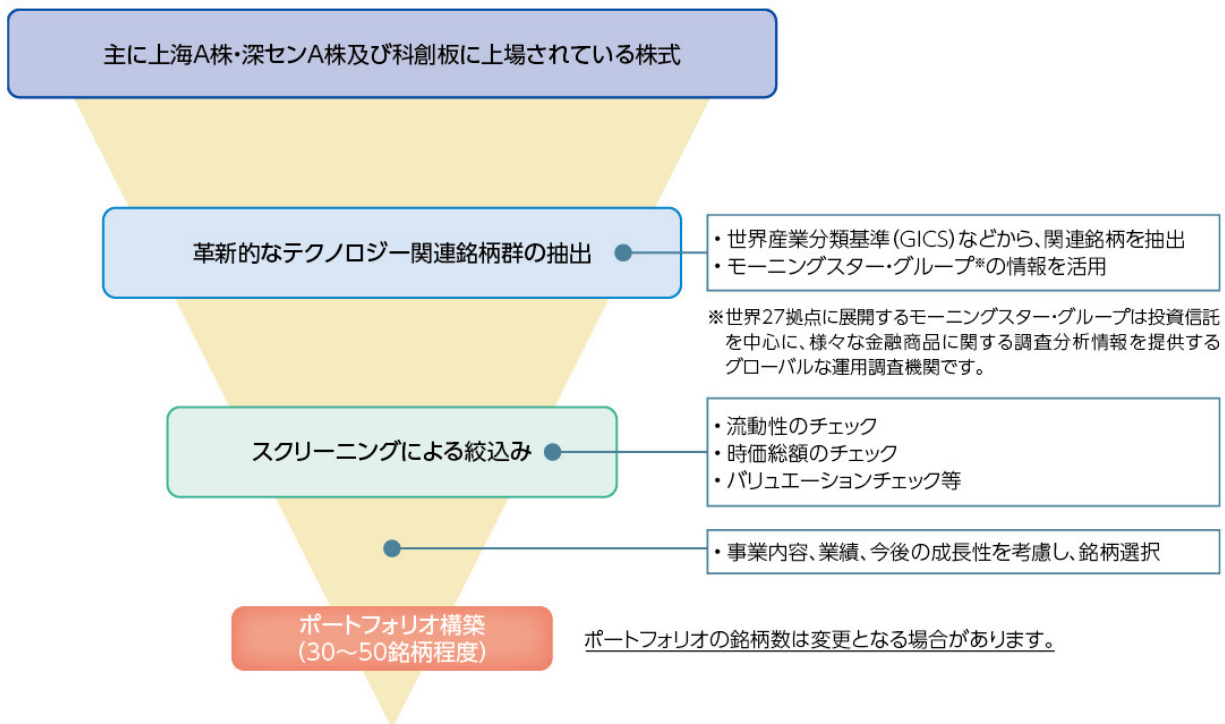 主に上海A株・深センA株及び科創板に上場されている株式
革新的なテクノロジー関連銘柄群の抽出
・世界産業分類基準(GICS)などから、関連銘柄を抽出
・モーニングスター・グループ※の情報を活用
※世界27拠点に展開するモーニングスター・グループは投資信託
を中心に、様々な金融商品に関する調査分析情報を提供する
グローバルな運用調査機関です。
スクリーニングによる絞込み
・流動性のチェック
・時価総額のチェック
・バリュエーションチェック等
・事業内容、業績、今後の成長性を考慮し、銘柄選択
ポートフォリオ構築
(30～50銘柄程度)
ポートフォリオの銘柄数は変更となる場合があります。